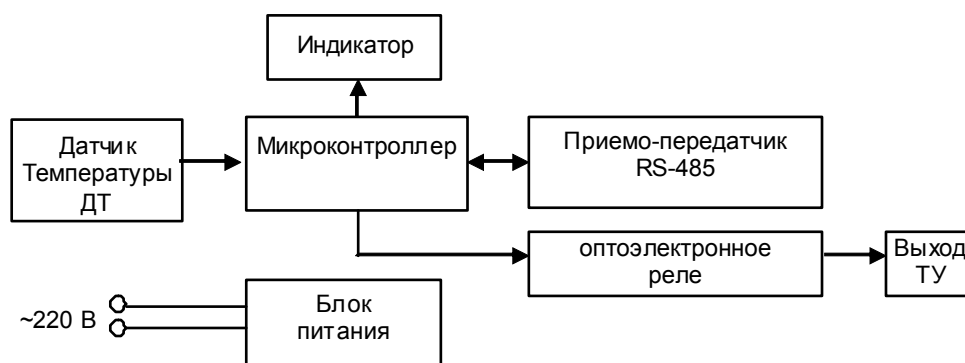 Индикатор
Датчик
Температуры
ДТ
Микроконтроллер
Приемо-передатчик
RS-485
оптоэлектронное
реле
Выход
ТУ
~220 В
Блок
питания